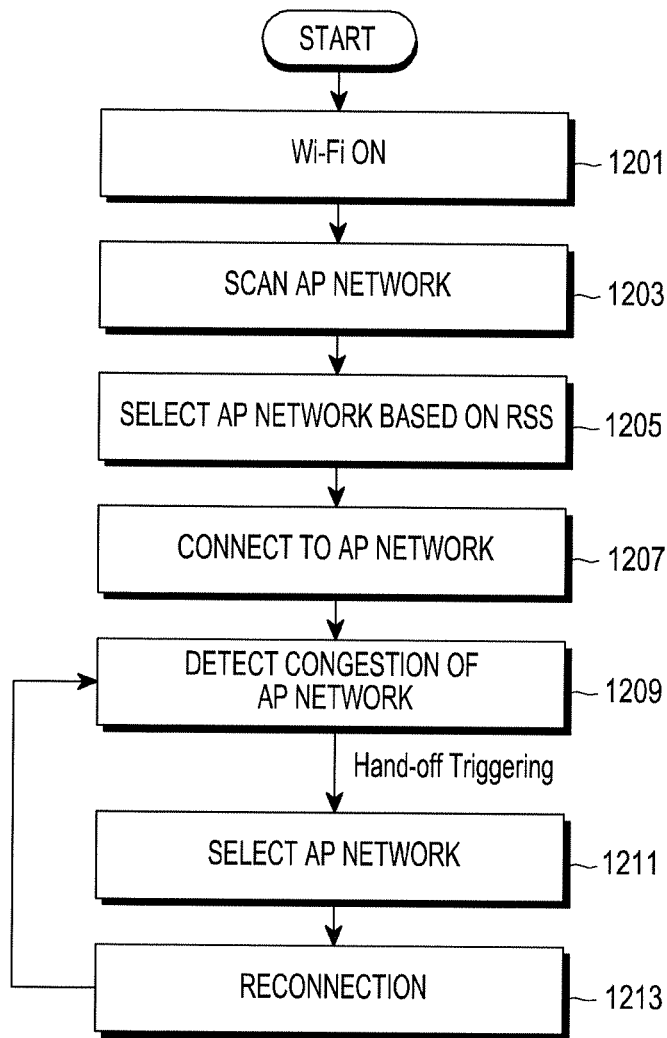 START
Wi-Fi ON
1201
SCAN AP NETWORK
1203
SELECT AP NETWORK BASED ON RSS
1205
CONNECT TO AP NETWORK
1207
DETECT CONGESTION OF
AP NETWORK
1209
Hand-off Triggering
SELECT AP NETWORK
1211
RECONNECTION
1213